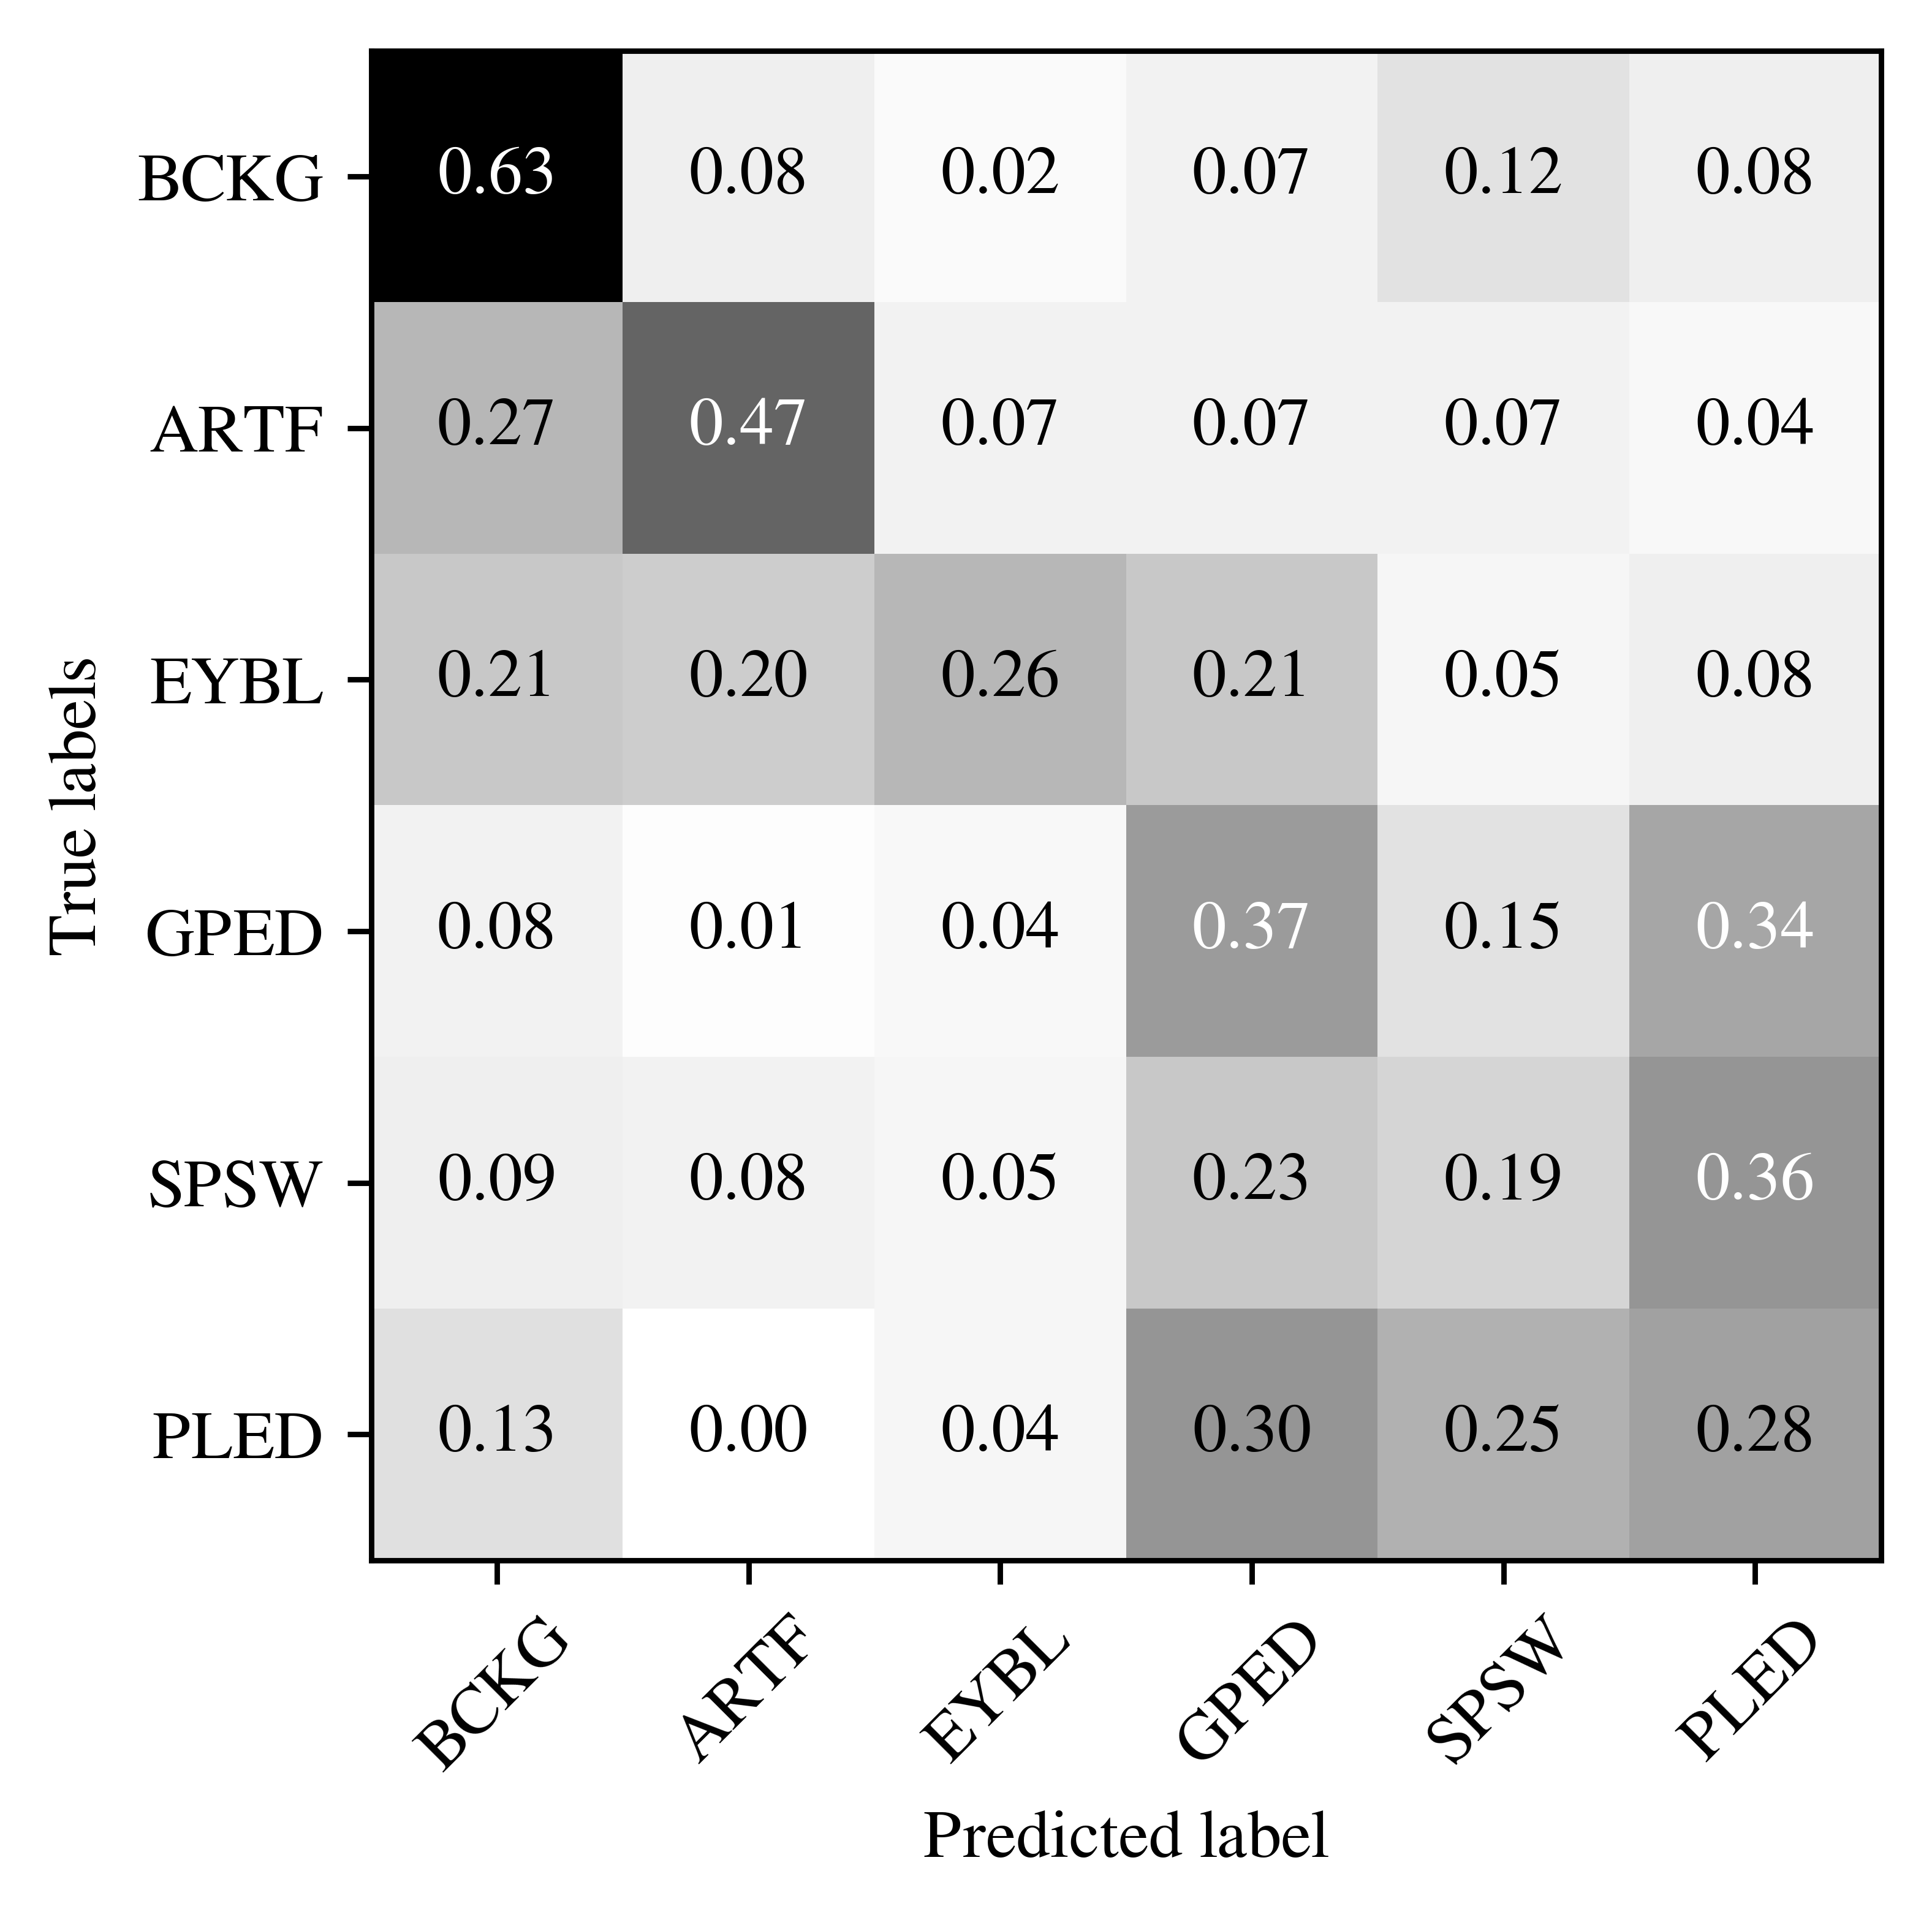 BCKG 0.63 0.08 0.02 0.07 0.12 0.08
ARTF 0.27 0.47 0.07 0.07 0.07 0.04
EYBL 0.21 0.20 0.26 0.21 0.05 0.08
GPED 0.08 0.01 0.04 0.37 0.15 0.34
SPSW 0.09 0.08 0.05 0.23 0.19 0.36
PLED 0.13 0.00 0.04 0.30 0.25 0.28
True labels
BCKG ARTF EYBL GPED SPSW PLED
Predicted label